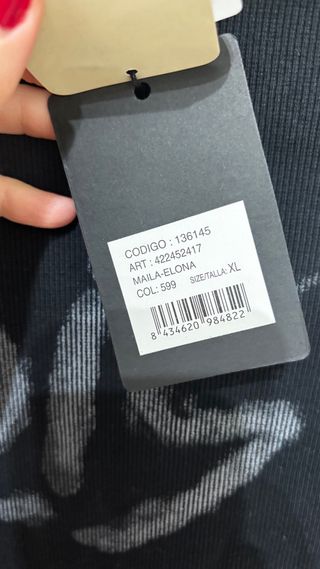 CODIGO : 136145
ART : 422452417
MAILA-ELONA
COL: 599 SIZE/TALLA: XL
8 434620 984822